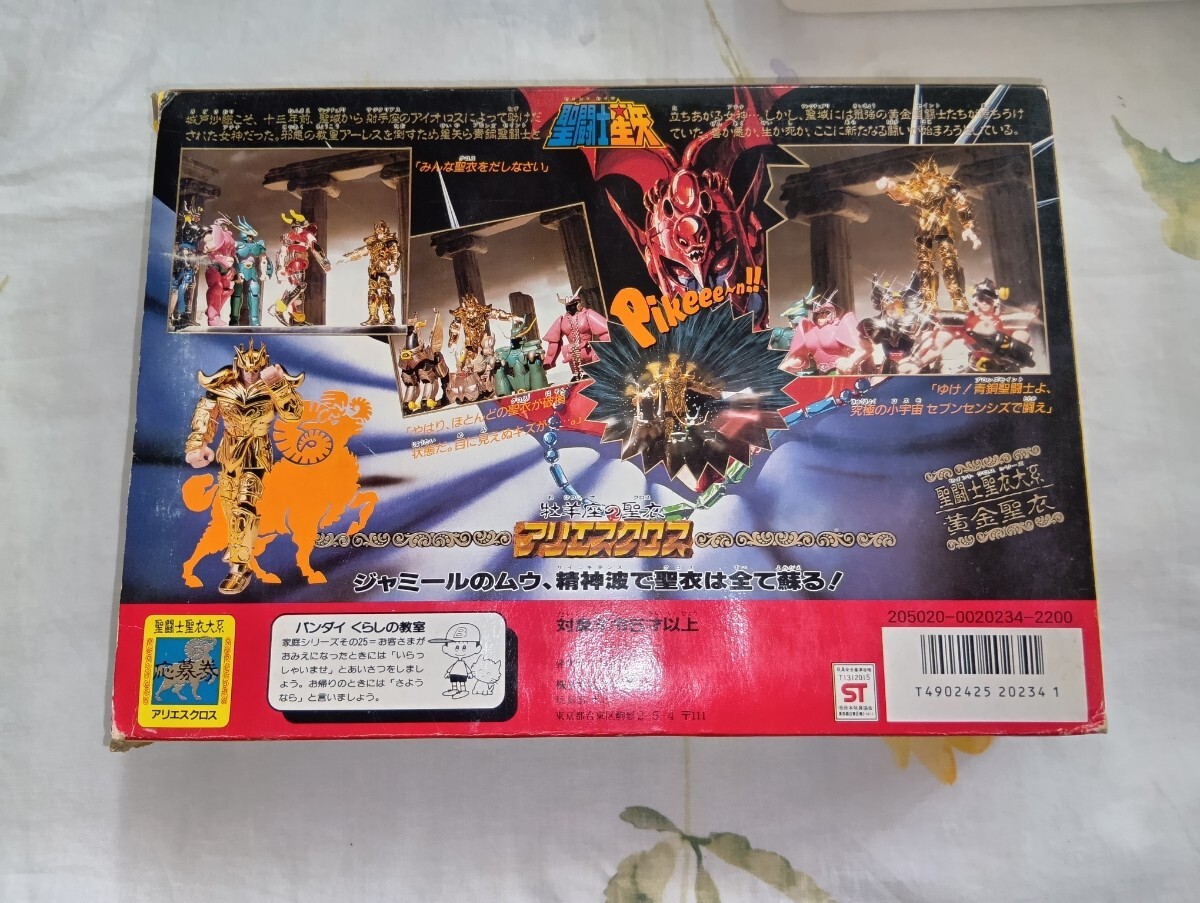 聖闘士星矢
城戸沙織こそ、十三年前、聖域から射手座のアイオロスによって助けだ
された女神だった。邪悪の教皇アーレスを倒すため星矢ら青銅聖闘士と
立ちあがる女神…。しかし、聖域には最強の黄金聖闘士たちが
ていた。善か悪か、生か死か、ここに新たなる闘いが始まろうとしている。
「みんな聖衣をだしなさい」
Pikeee〜n!!
「やはり、ほとんどの聖衣が破損
状態だ。目に見えぬキズが…。」
「ゆけ!青銅聖闘士よ、
究極の小宇宙 セブンセンシズで闘え」
聖闘士聖衣大系
黄金聖衣
牡羊座の聖衣
アリエスクロス
ジャミールのムウ、精神波で聖衣は全て蘇る!
聖闘士聖衣大系
応募券
アリエスクロス
バンダイ くらしの教室
家庭シリーズその25=お客さまが
おみえになったときには「いらっ
しゃいませ」とあいさつをしまし
ょう。お帰りのときには「さよう
なら」と言いましょう。
B
対象 才以上
東京都台東区駒形2-5-4 〒111
205020-0020234-2200
T1312015
ST
T4902425 20234 1